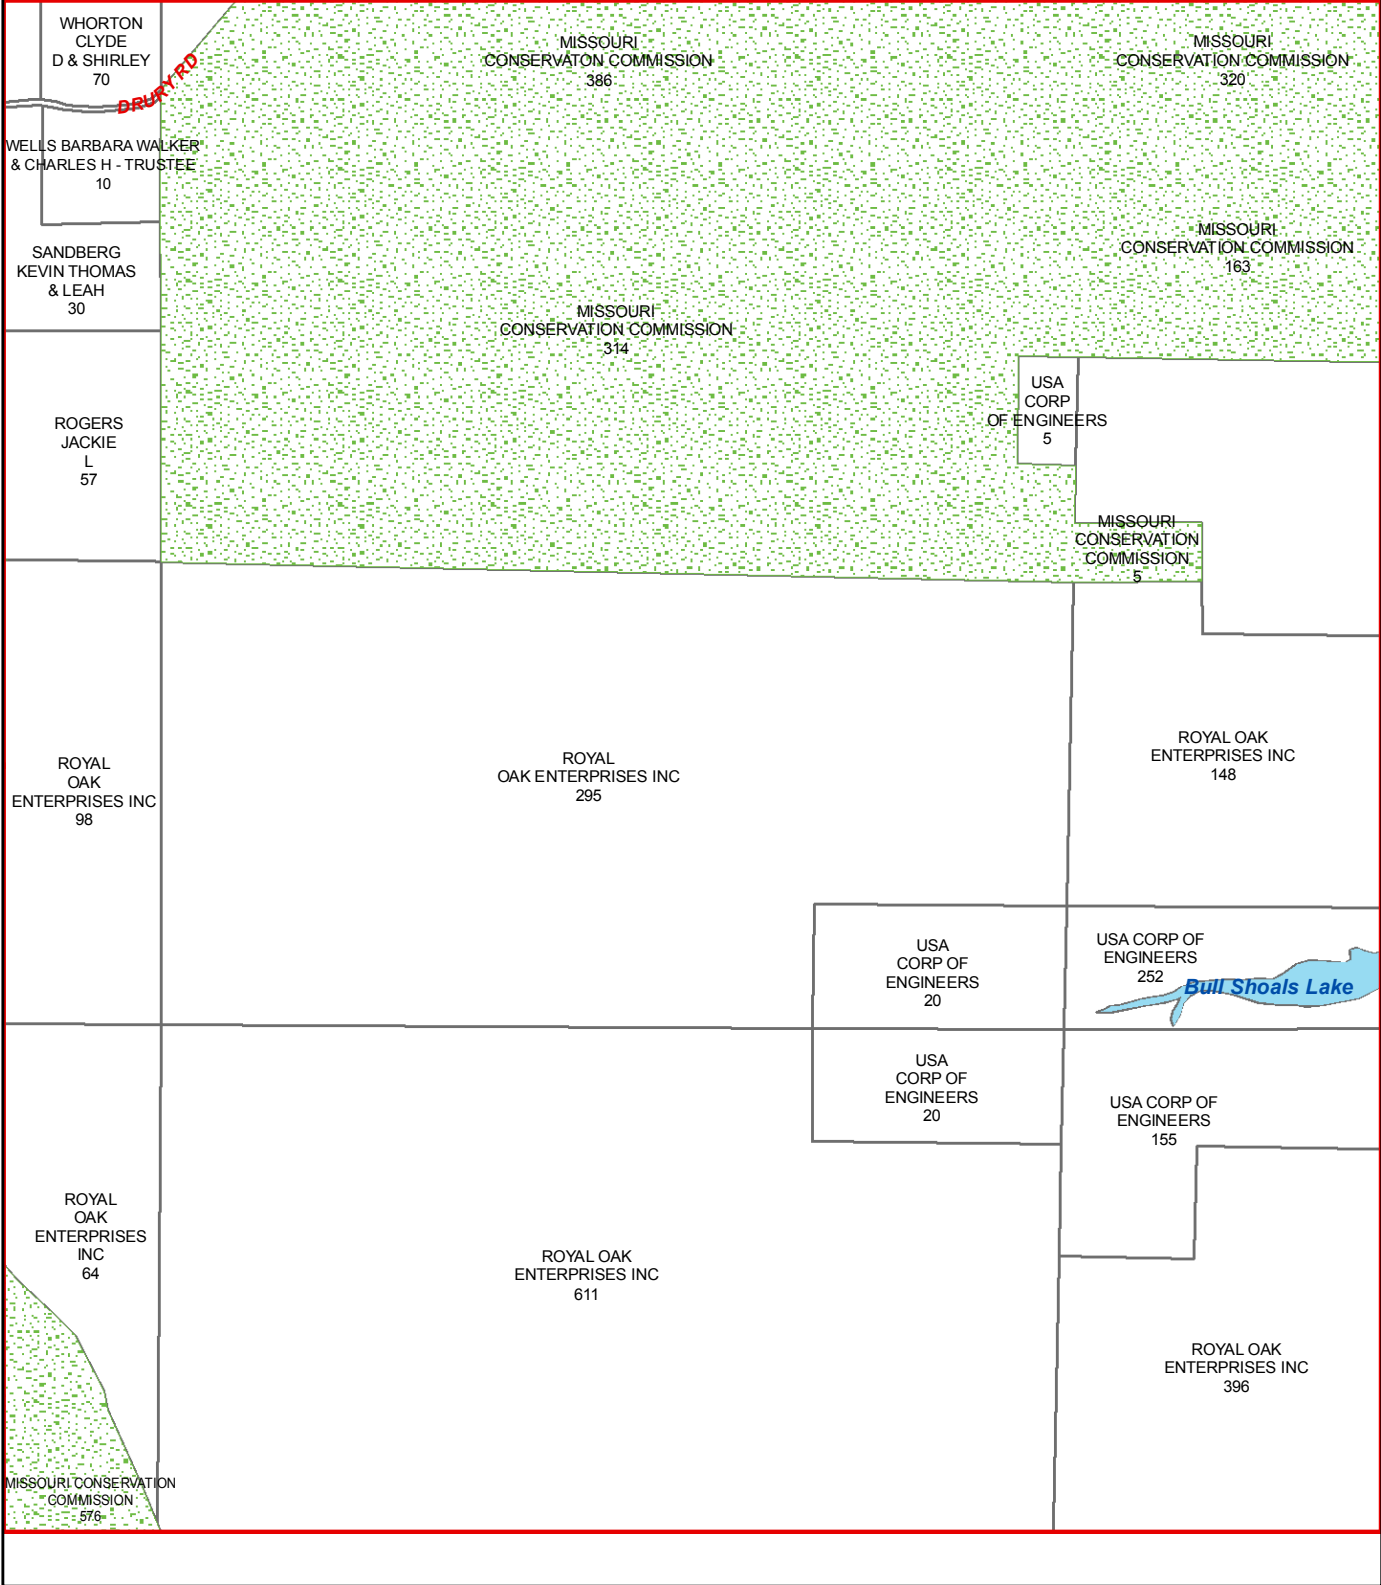 WHORTON
CLYDE
D & SHIRLEY
70
DRURY RD
MISSOURI
CONSERVATON COMMISSION
386
MISSOURI
CONSERVATION COMMISSION
320
WELLS BARBARA WALKER
& CHARLES H - TRUSTEE
10
SANDBERG
KEVIN THOMAS
& LEAH
30
MISSOURI
CONSERVATION COMMISSION
163
MISSOURI
CONSERVATION COMMISSION
314
USA
CORP
OF ENGINEERS
5
ROGERS
JACKIE
L
57
MISSOURI
CONSERVATION
COMMISSION
5
ROYAL
OAK
ENTERPRISES INC
98
ROYAL
OAK ENTERPRISES INC
295
ROYAL OAK
ENTERPRISES INC
148
USA
CORP OF
ENGINEERS
20
USA CORP OF
ENGINEERS
252
Bull Shoals Lake
USA
CORP OF
ENGINEERS
20
USA CORP OF
ENGINEERS
155
ROYAL
OAK
ENTERPRISES
INC
64
ROYAL OAK
ENTERPRISES INC
611
ROYAL OAK
ENTERPRISES INC
396
MISSOURI CONSERVATION
COMMISSION
576